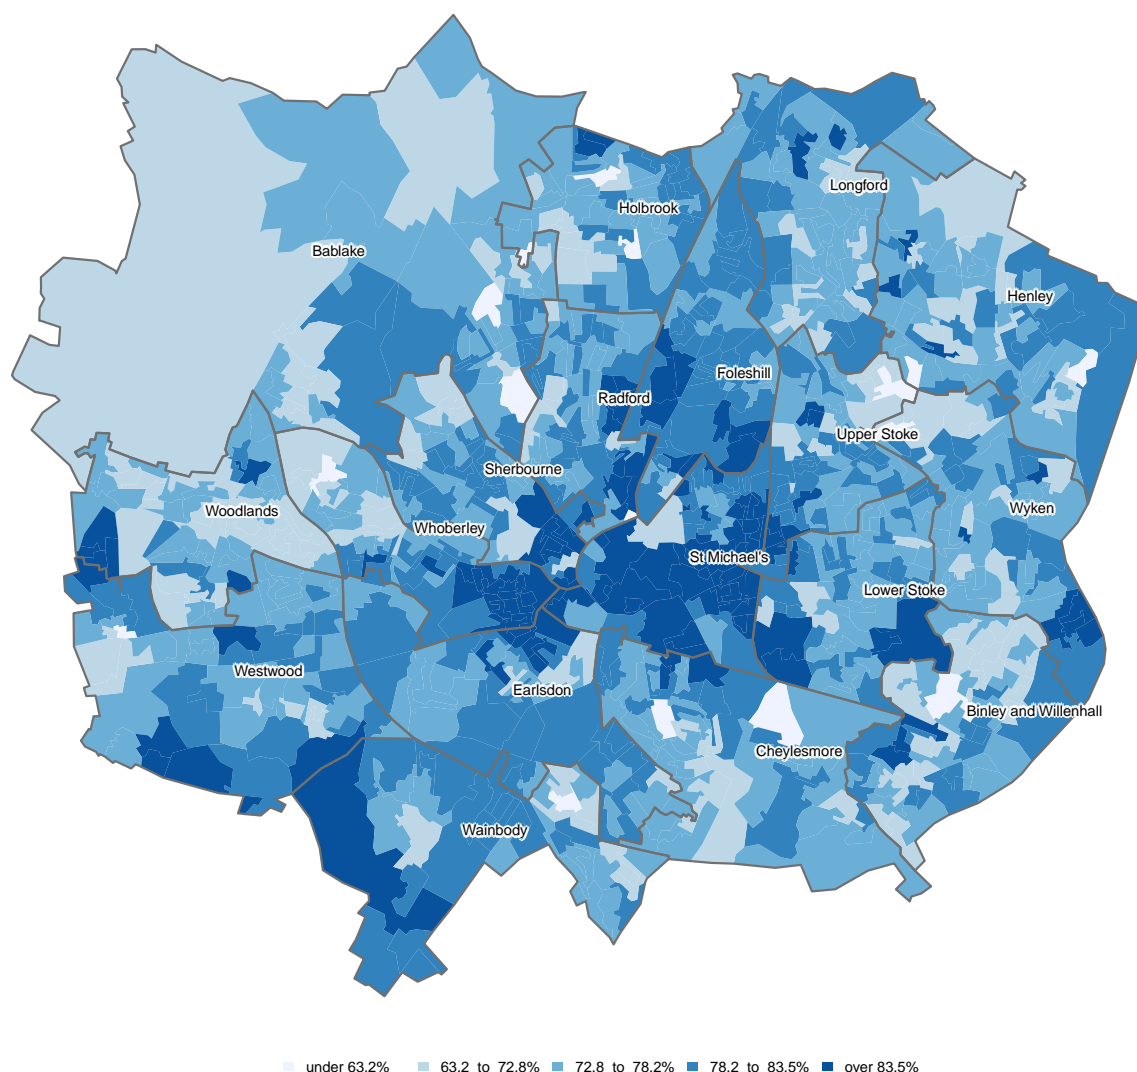 Longford
Holbrook
Bablake
Henley
Foleshill
Radford
Upper Stoke
Sherbourne
Woodlands
Wyken
Whoberley
St Michael's
Lower Stoke
Westwood
Earlsdon
Binley and Willenhall
Cheylesmore
Wainbody
under 63.2% 63.2 to 72.8% 72.8 to 78.2% 78.2 to 83.5% over 83.5%